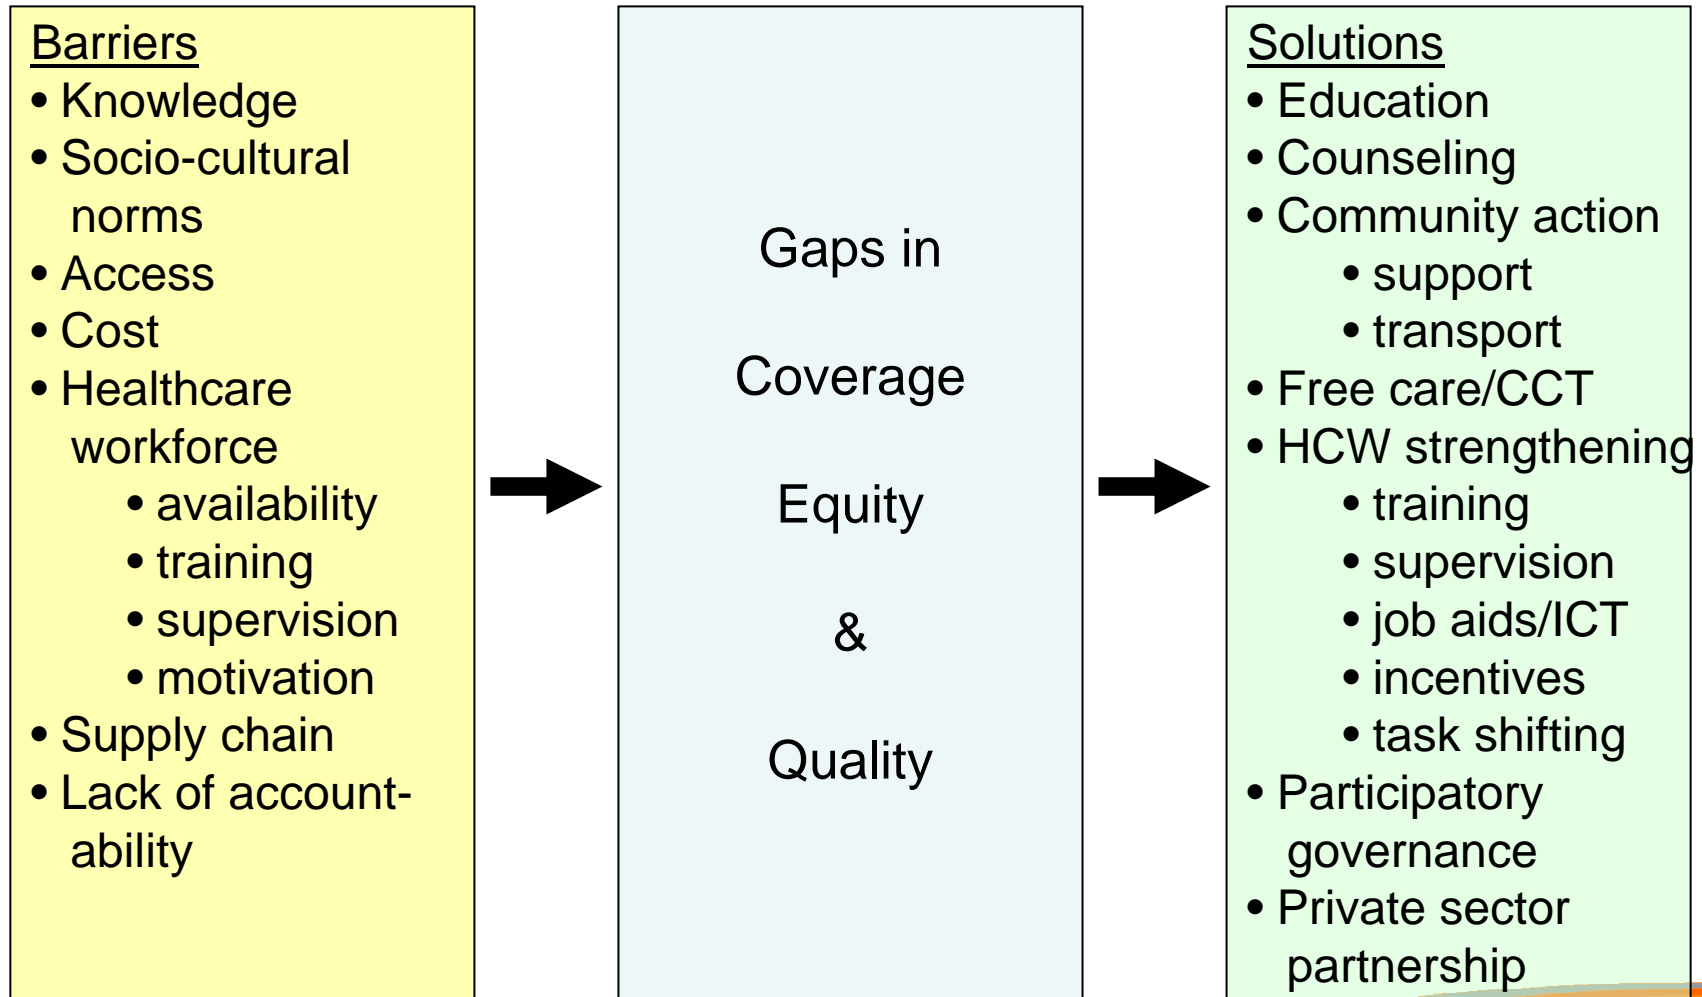 Barriers
• Knowledge
• Socio-cultural
norms
• Access
• Cost
• Healthcare
workforce
• availability
• training
• supervision
• motivation
• Supply chain
• Lack of account-
ability
Gaps in
Coverage
Equity
&
Quality
Solutions
• Education
• Counseling
• Community action
• support
• transport
• Free care/CCT
• HCW strengthening
• training
• supervision
• job aids/ICT
• incentives
• task shifting
• Participatory
governance
• Private sector
partnership